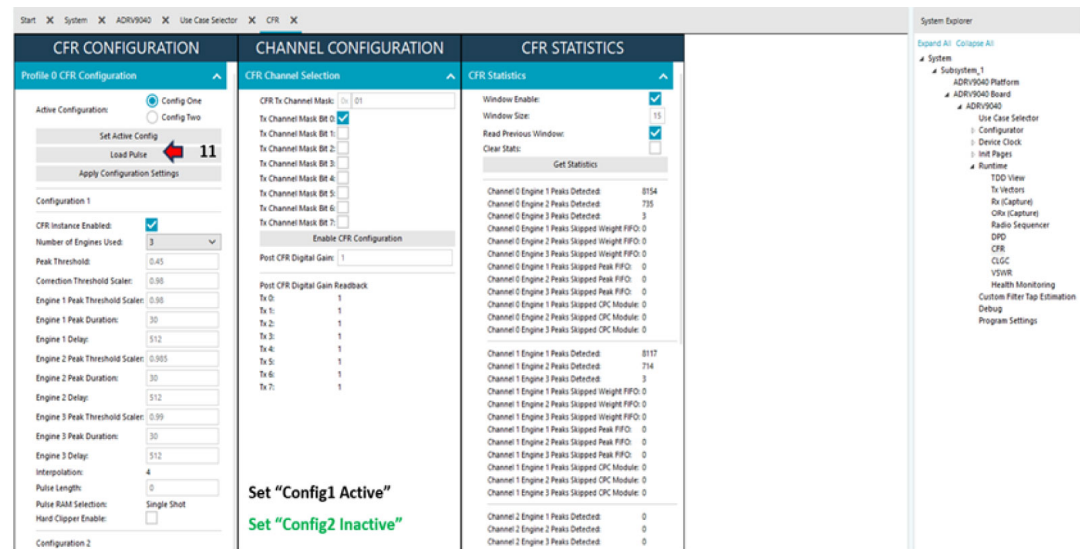 Start X System X ADRV9040 X Use Case Selector X CFR X
System Explorer
Expand All Collapse All
System
Subsystem_1
ADRV9040 Platform
ADRV9040 Board
ADRV9040
Use Case Selector
Configurator
Device Clock
Init Pages
Runtime
TDD View
Tx Vectors
Rx (Capture)
ORx (Capture)
Radio Sequencer
DPD
CFR
CLGC
VSWR
Health Monitoring
Custom Filter Tap Estimation
Debug
Program Settings
CFR CONFIGURATION
Profile 0 CFR Configuration
Active Configuration:
Config One
Config Two
Set Active Config
Load Pulse 11
Apply Configuration Settings
Configuration 1
CFR Instance Enabled:
Number of Engines Used: 3
Peak Threshold: 0.45
Correction Threshold Scaler: 0.98
Engine 1 Peak Threshold Scaler: 0.98
Engine 1 Peak Duration: 30
Engine 1 Delay: 512
Engine 2 Peak Threshold Scaler: 0.985
Engine 2 Peak Duration: 30
Engine 2 Delay: 512
Engine 3 Peak Threshold Scaler: 0.99
Engine 3 Peak Duration: 30
Engine 3 Delay: 512
Interpolation: 4
Pulse Length: 0
Pulse RAM Selection: Single Shot
Hard Clipper Enable:
Configuration 2
CHANNEL CONFIGURATION
CFR Channel Selection
CFR Tx Channel Mask: 0x 01
Tx Channel Mask Bit 0:
Tx Channel Mask Bit 1:
Tx Channel Mask Bit 2:
Tx Channel Mask Bit 3:
Tx Channel Mask Bit 4:
Tx Channel Mask Bit 5:
Tx Channel Mask Bit 6:
Tx Channel Mask Bit 7:
Enable CFR Configuration
Post CFR Digital Gain: 1
Post CFR Digital Gain Readback
Tx 0: 1
Tx 1: 1
Tx 2: 1
Tx 3: 1
Tx 4: 1
Tx 5: 1
Tx 6: 1
Tx 7: 1
Set “Config1 Active”
Set “Config2 Inactive”
CFR STATISTICS
CFR Statistics
Window Enable:
Window Size: 15
Read Previous Window:
Clear Stats:
Get Statistics
Channel 0 Engine 1 Peaks Detected: 8154
Channel 0 Engine 2 Peaks Detected: 735
Channel 0 Engine 3 Peaks Detected: 3
Channel 0 Engine 1 Peaks Skipped Weight FIFO: 0
Channel 0 Engine 2 Peaks Skipped Weight FIFO: 0
Channel 0 Engine 3 Peaks Skipped Weight FIFO: 0
Channel 0 Engine 1 Peaks Skipped Peak FIFO: 0
Channel 0 Engine 2 Peaks Skipped Peak FIFO: 0
Channel 0 Engine 3 Peaks Skipped Peak FIFO: 0
Channel 0 Engine 1 Peaks Skipped CPC Module: 0
Channel 0 Engine 2 Peaks Skipped CPC Module: 0
Channel 0 Engine 3 Peaks Skipped CPC Module: 0
Channel 1 Engine 1 Peaks Detected: 8117
Channel 1 Engine 2 Peaks Detected: 714
Channel 1 Engine 3 Peaks Detected: 3
Channel 1 Engine 1 Peaks Skipped Weight FIFO: 0
Channel 1 Engine 2 Peaks Skipped Weight FIFO: 0
Channel 1 Engine 3 Peaks Skipped Weight FIFO: 0
Channel 1 Engine 1 Peaks Skipped Peak FIFO: 0
Channel 1 Engine 2 Peaks Skipped Peak FIFO: 0
Channel 1 Engine 3 Peaks Skipped Peak FIFO: 0
Channel 1 Engine 1 Peaks Skipped CPC Module: 0
Channel 1 Engine 2 Peaks Skipped CPC Module: 0
Channel 1 Engine 3 Peaks Skipped CPC Module: 0
Channel 2 Engine 1 Peaks Detected: 0
Channel 2 Engine 2 Peaks Detected: 0
Channel 2 Engine 3 Peaks Detected: 0